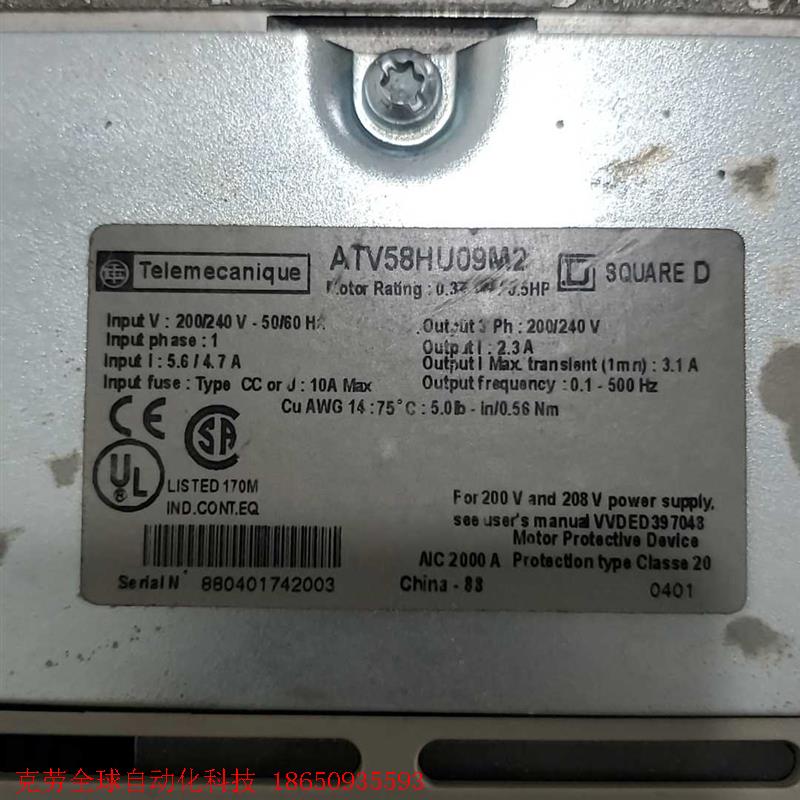 Telemecanique
ATV58HU09M2
SQUARE D
Motor Rating : 0.37 0.5HP
Input V : 200/240 V - 50/60 Hz
Input phase : 1
Input I : 5.6 / 4.7 A
Input fuse : Type CC or J : 10A Max
Output 3 Ph : 200/240 V
Output I : 2.3 A
Output I Max. transient (1mn) : 3.1 A
Output frequency : 0.1 - 500 Hz
Cu AWG 14 : 75°C : 5.0lb - In/0.56 Nm
CE
SA
UL
LISTED 170M
IND.CONT.EQ
For 200 V and 208 V power supply,
see user's manual VVDED397048
Motor Protective Device
AIC 2000 A Protection type Classe 20
Serial N° 880401742003
China - 88
0401
克劳全球自动化科技 18650935593